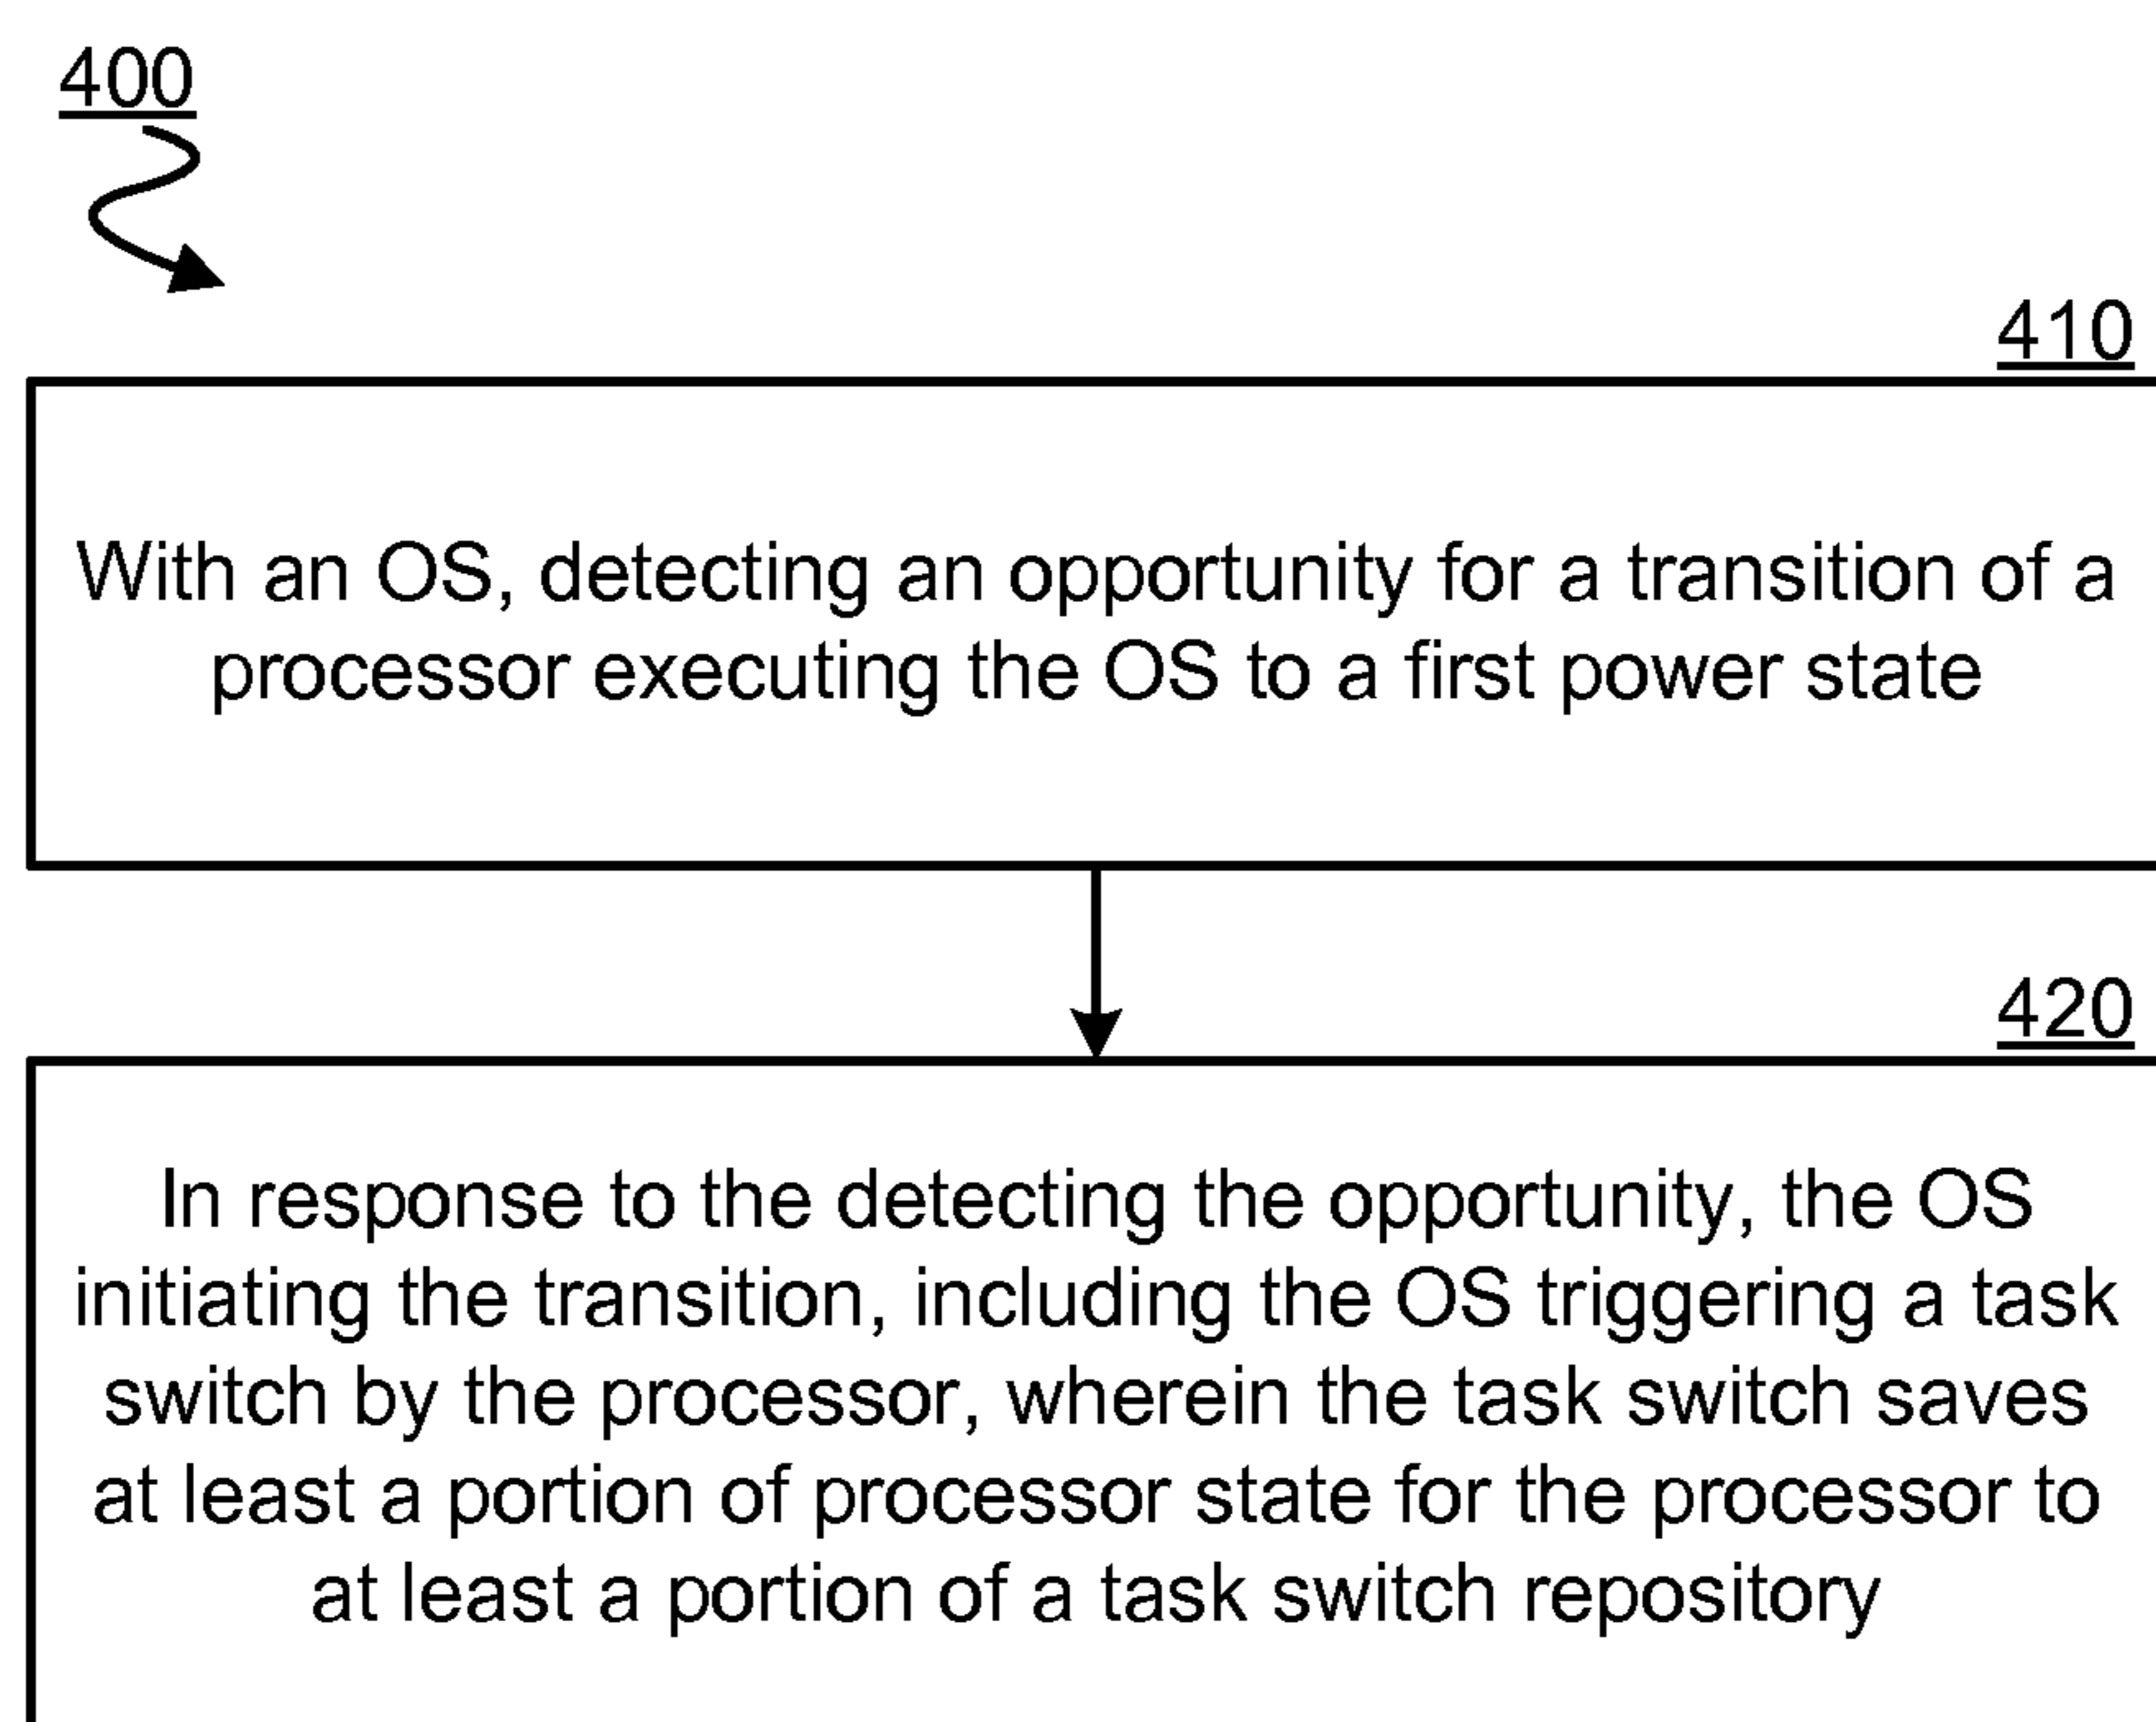 400
410
With an OS, detecting an opportunity for a transition of a
processor executing the OS to a first power state
420
In response to the detecting the opportunity, the OS
initiating the transition, including the OS triggering a task
switch by the processor, wherein the task switch saves
at least a portion of processor state for the processor to
at least a portion of a task switch repository